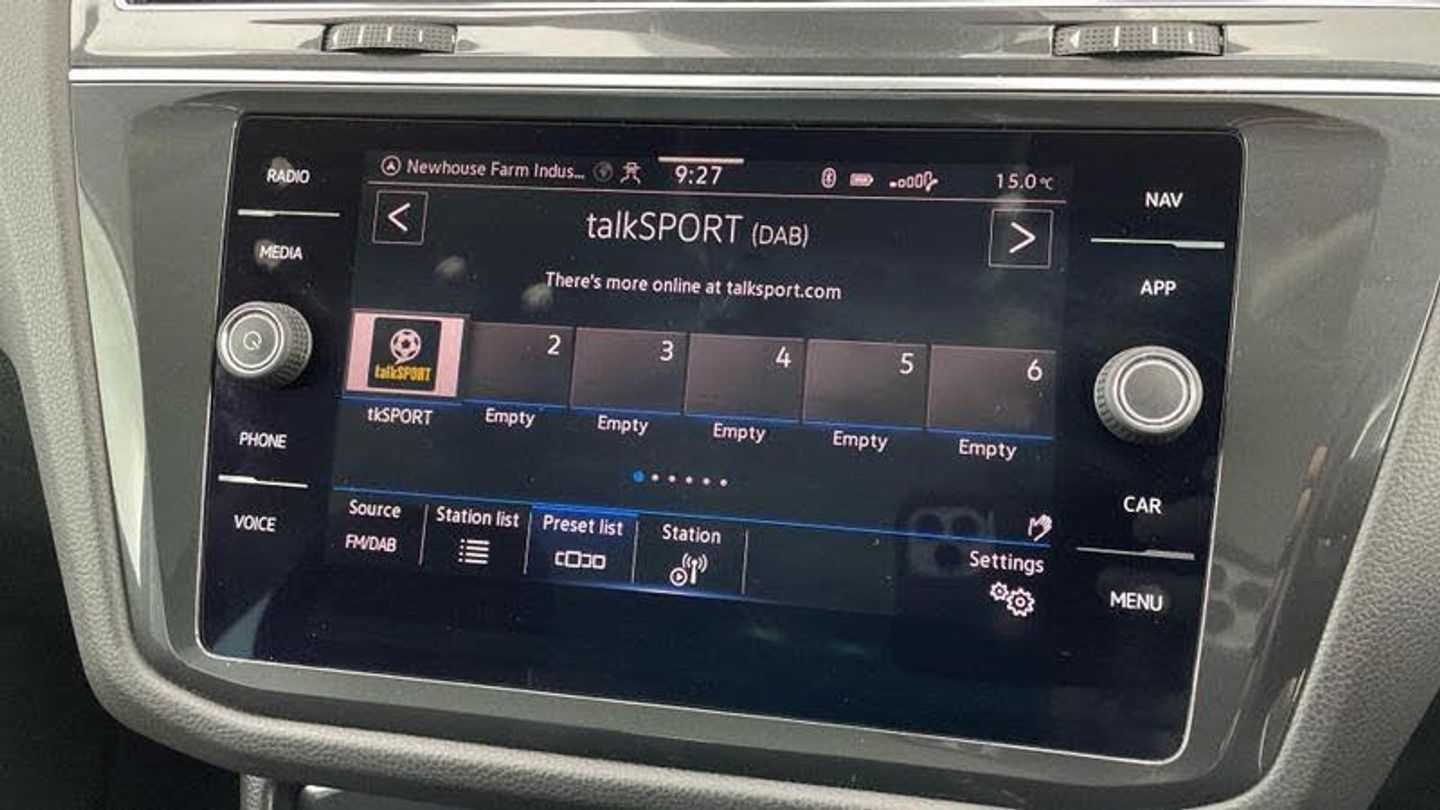 RADIO
MEDIA
PHONE
VOICE
Newhouse Farm Indus... 9:27 15.0°C
< talkSPORT (DAB) >
There's more online at talksport.com
talkSPORT 2 3 4 5 6
tkSPORT Empty Empty Empty Empty Empty
Source Station list Preset list Station Settings
FM/DAB
NAV
APP
CAR
MENU